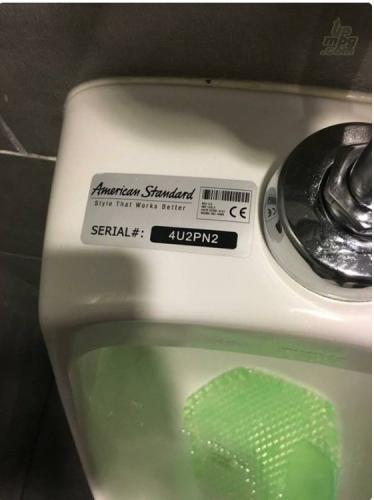 American Standard
Style That Works Better
CE
SERIAL#: 4U2PN2